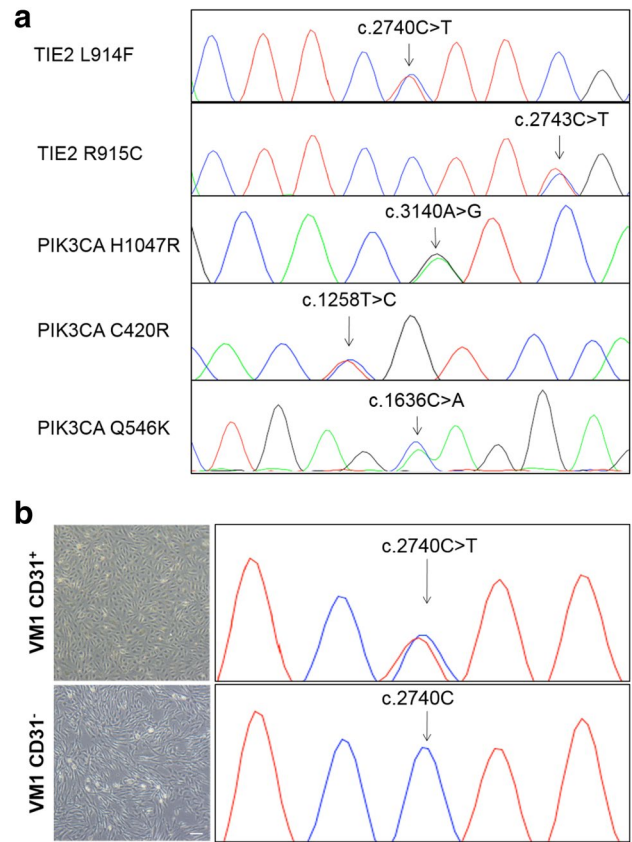 a
TIE2 L914F
c.2740C>T
TIE2 R915C
c.2743C>T
PIK3CA H1047R
c.3140A>G
PIK3CA C420R
c.1258T>C
PIK3CA Q546K
c.1636C>A
b
VM1 CD31⁺
c.2740C>T
VM1 CD31⁻
c.2740C